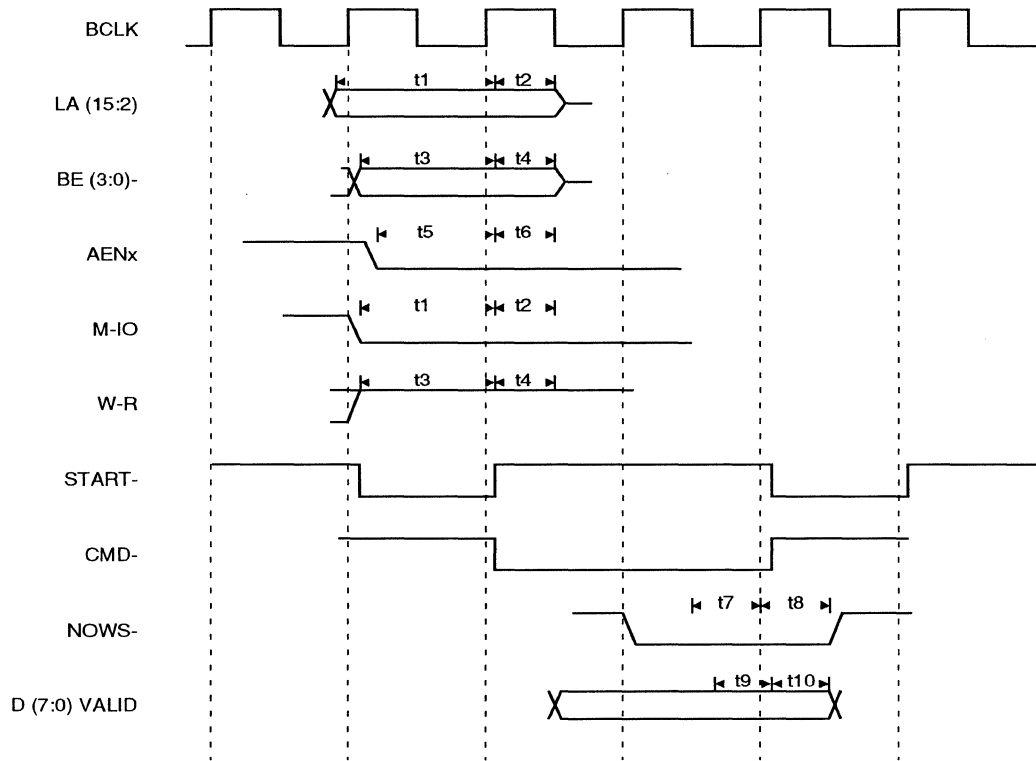 BCLK
t1 t2
LA (15:2)
t3 t4
BE (3:0)-
t5 t6
AENx
t1 t2
M-IO
t3 t4
W-R
START-
CMD-
t7 t8
NOWS-
t9 t10
D (7:0) VALID